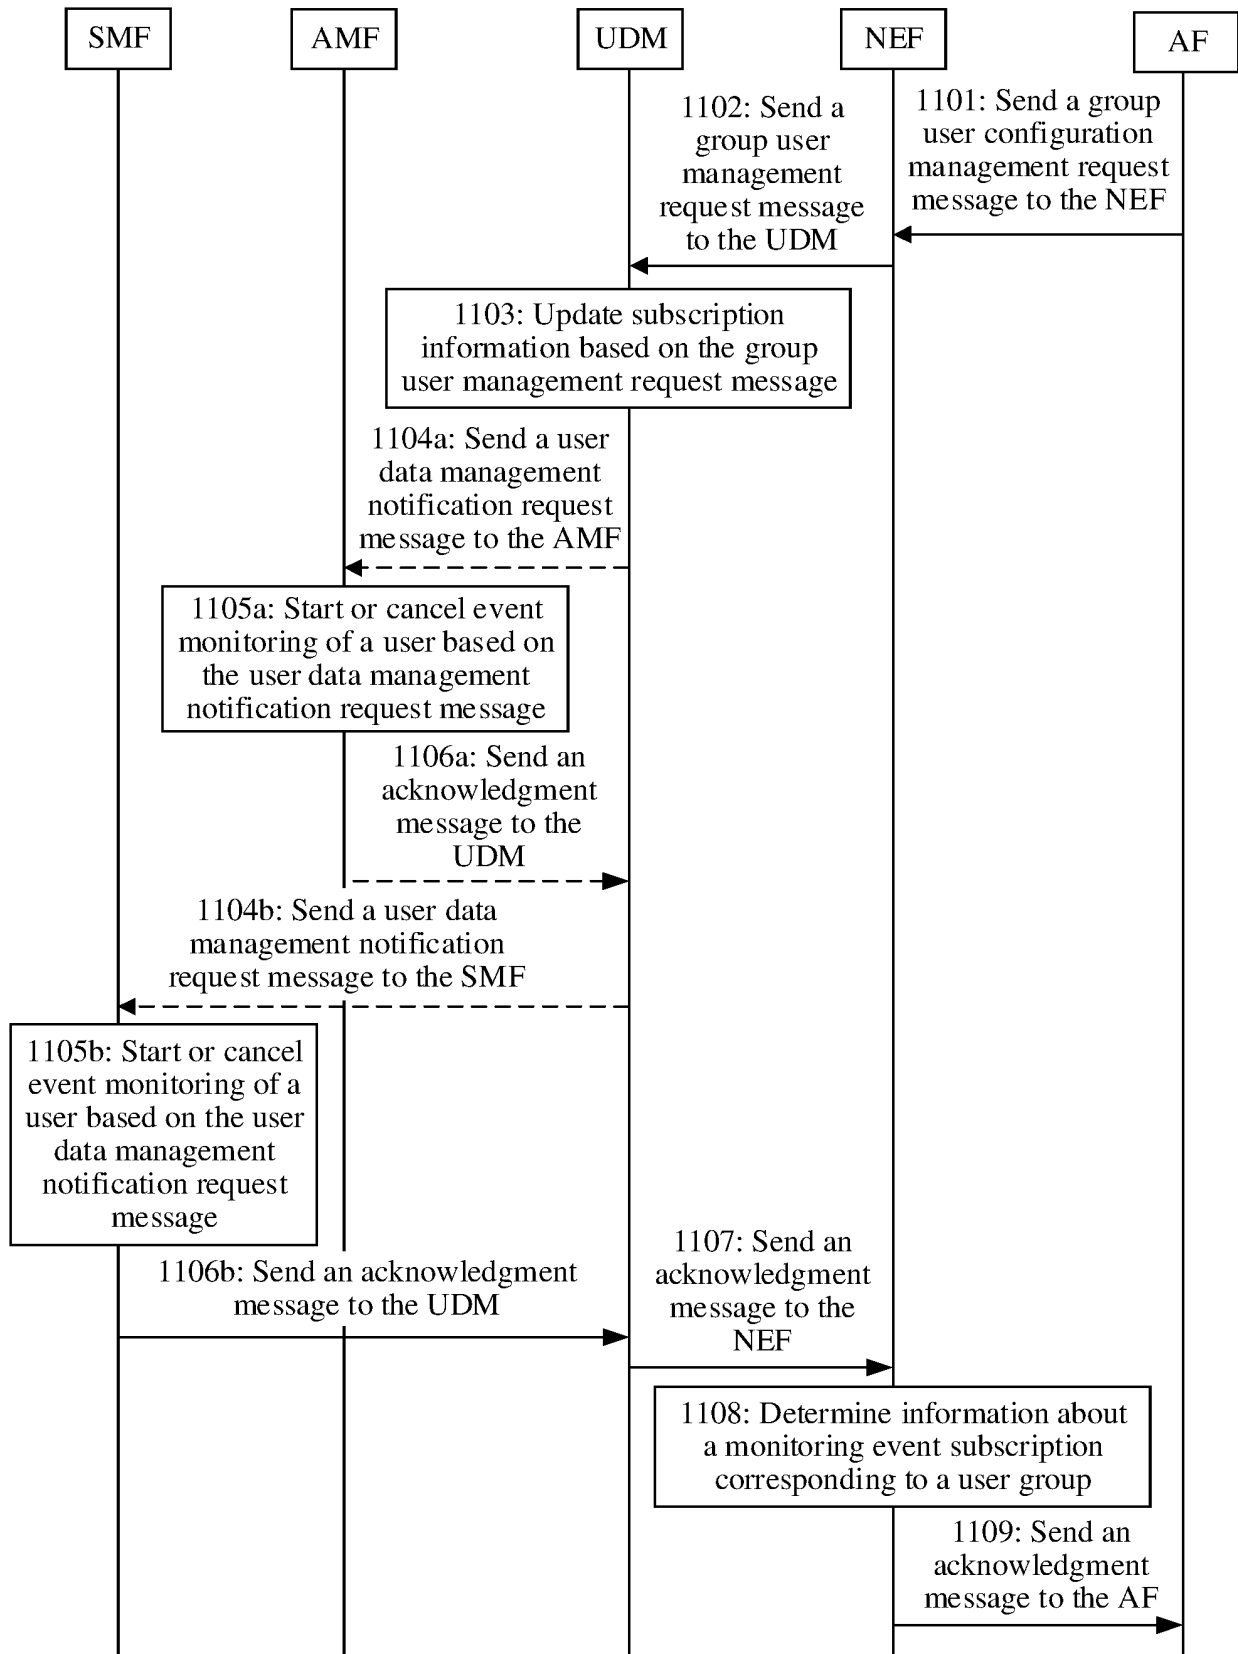 SMF
AMF
UDM
NEF
AF
1101: Send a group
user configuration
management request
message to the NEF
1102: Send a
group user
management
request message
to the UDM
1103: Update subscription
information based on the group
user management request message
1104a: Send a user
data management
notification request
message to the AMF
1105a: Start or cancel event
monitoring of a user based on
the user data management
notification request message
1106a: Send an
acknowledgment
message to the
UDM
1104b: Send a user data
management notification
request message to the SMF
1105b: Start or cancel
event monitoring of a
user based on the user
data management
notification request
message
1106b: Send an acknowledgment
message to the UDM
1107: Send an
acknowledgment
message to the
NEF
1108: Determine information about
a monitoring event subscription
corresponding to a user group
1109: Send an
acknowledgment
message to the AF